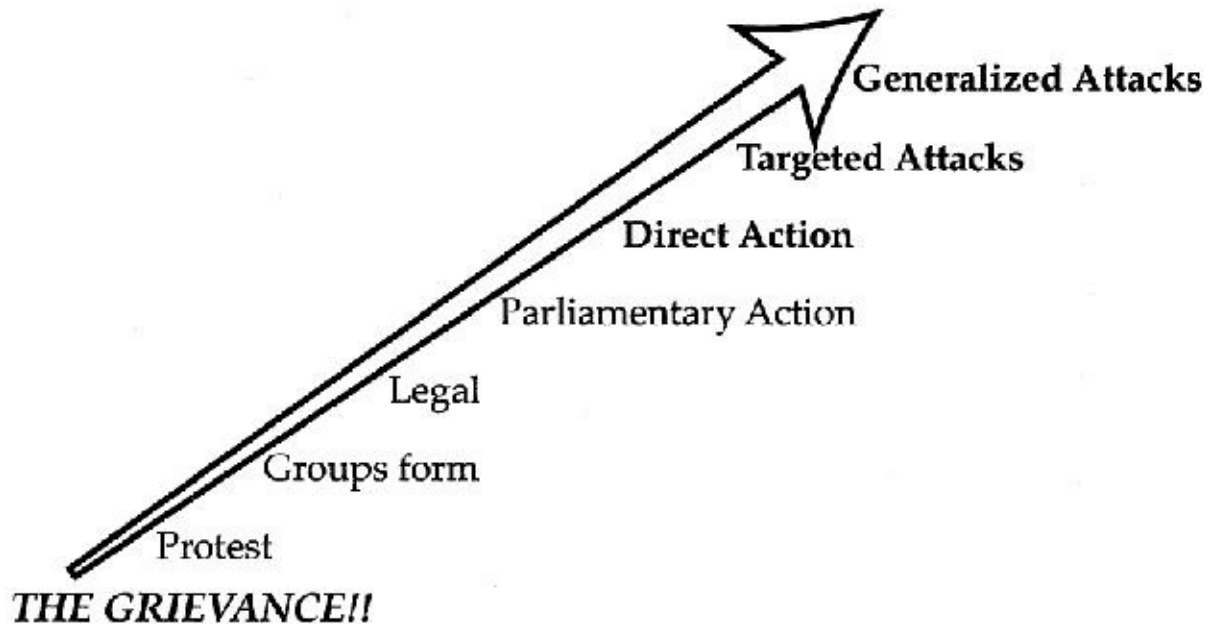 Generalized Attacks
Targeted Attacks
Direct Action
Parliamentary Action
Legal
Groups form
Protest
THE GRIEVANCE!!